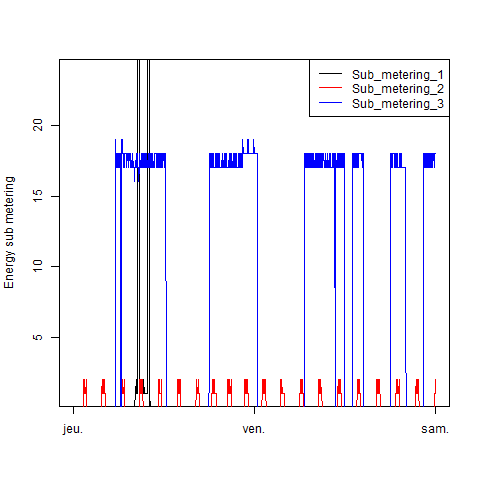 Sub_metering_1
Sub_metering_2
Sub_metering_3
Energy sub metering
20
15
10
5
jeu.
ven.
sam.